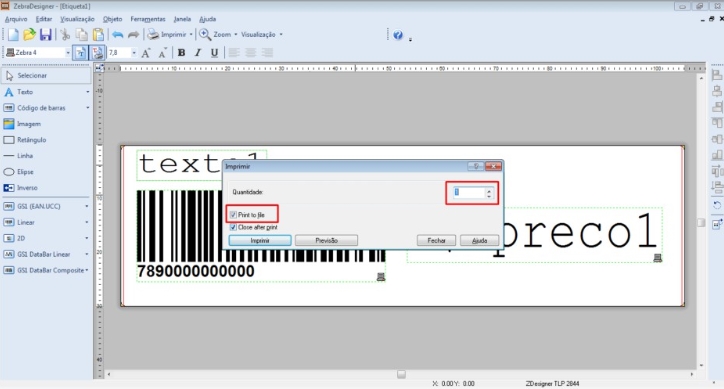 ZebraDesigner - [Etiqueta1]
Arquivo Editar Visualização Objeto Ferramentas Janela Ajuda
Imprimir Zoom Visualização
Zebra 4 7,8 A A B I U
Selecionar
Texto
Código de barras
Imagem
Retângulo
Linha
Elipse
Inverso
GS1 (EAN.UCC)
Linear
2D
GS1 DataBar Linear
GS1 DataBar Composite
Imprimir
Quantidade:
1
Print to file
Close after print
Imprimir Previsão Fechar Ajuda
preco1
7890000000000
X: 0.00 Y: 0.00 ZDesigner TLP 2844